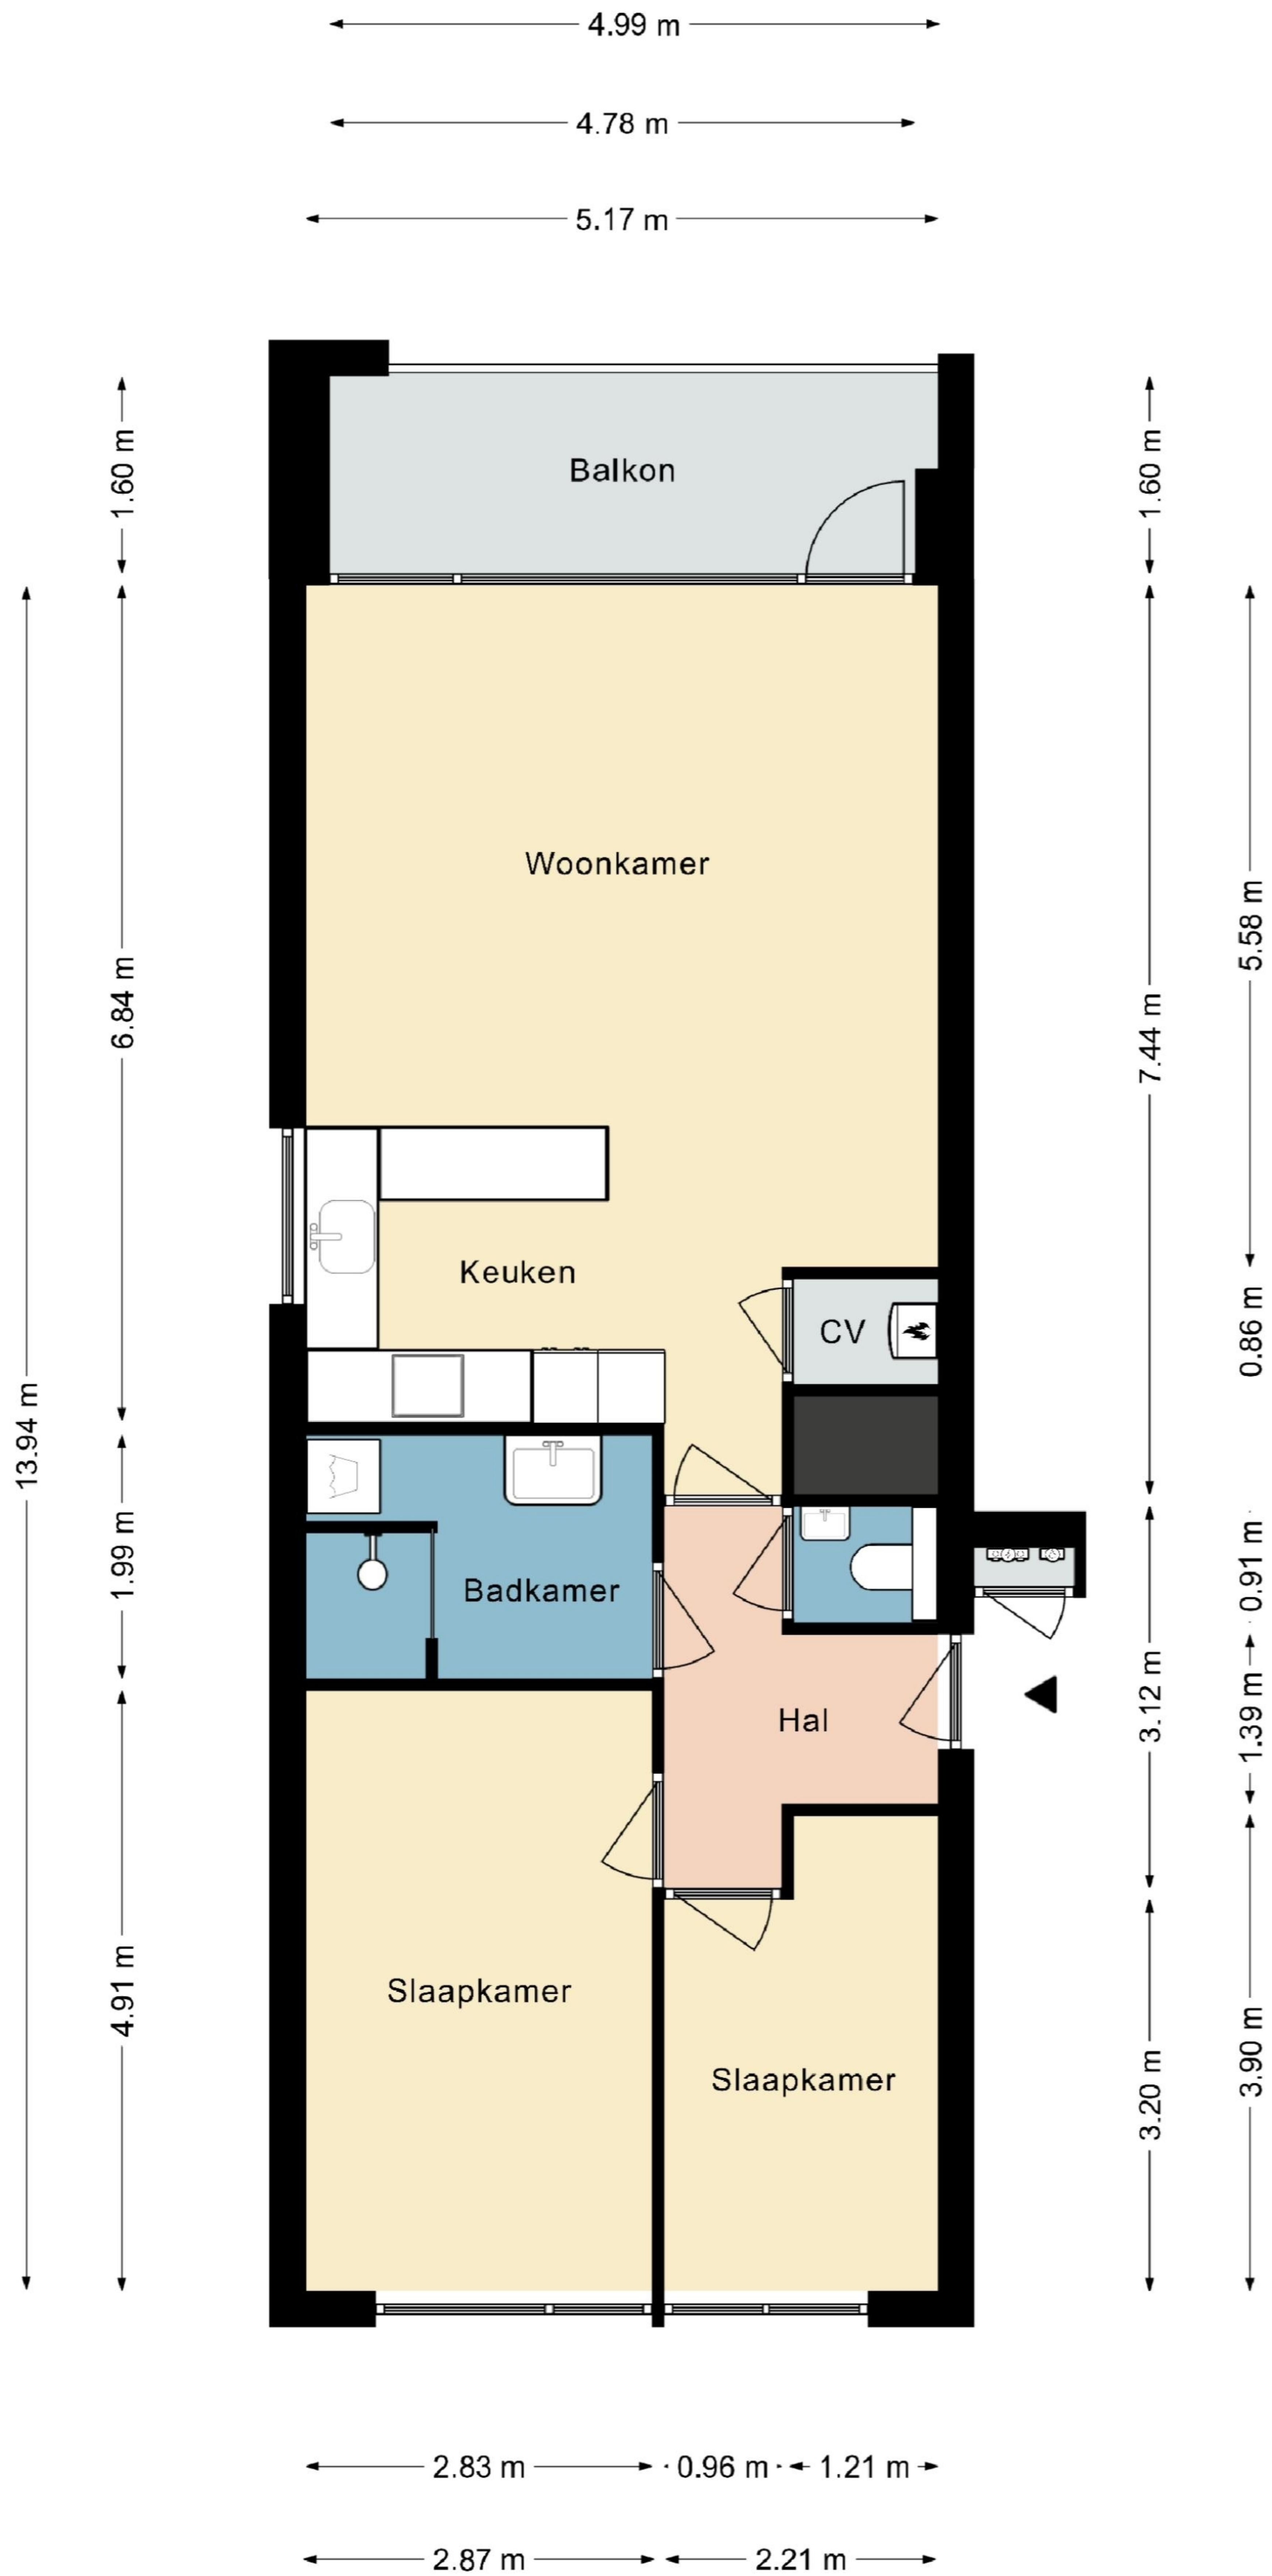 4.99 m
4.78 m
5.17 m
1.60 m
1.60 m
Balkon
13.94 m
6.84 m
7.44 m
5.58 m
Woonkamer
Keuken
CV
0.86 m
1.99 m
Badkamer
0.91 m
Hal
3.12 m
1.39 m
4.91 m
Slaapkamer
Slaapkamer
3.20 m
3.90 m
2.83 m
0.96 m
1.21 m
2.87 m
2.21 m